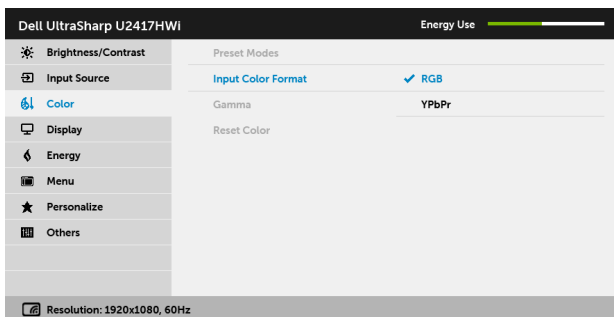 Dell UltraSharp U2417HWi
Energy Use
Brightness/Contrast
Input Source
Color
Display
Energy
Menu
Personalize
Others
Preset Modes
Input Color Format
Gamma
Reset Color
RGB
YPbPr
Resolution: 1920x1080, 60Hz